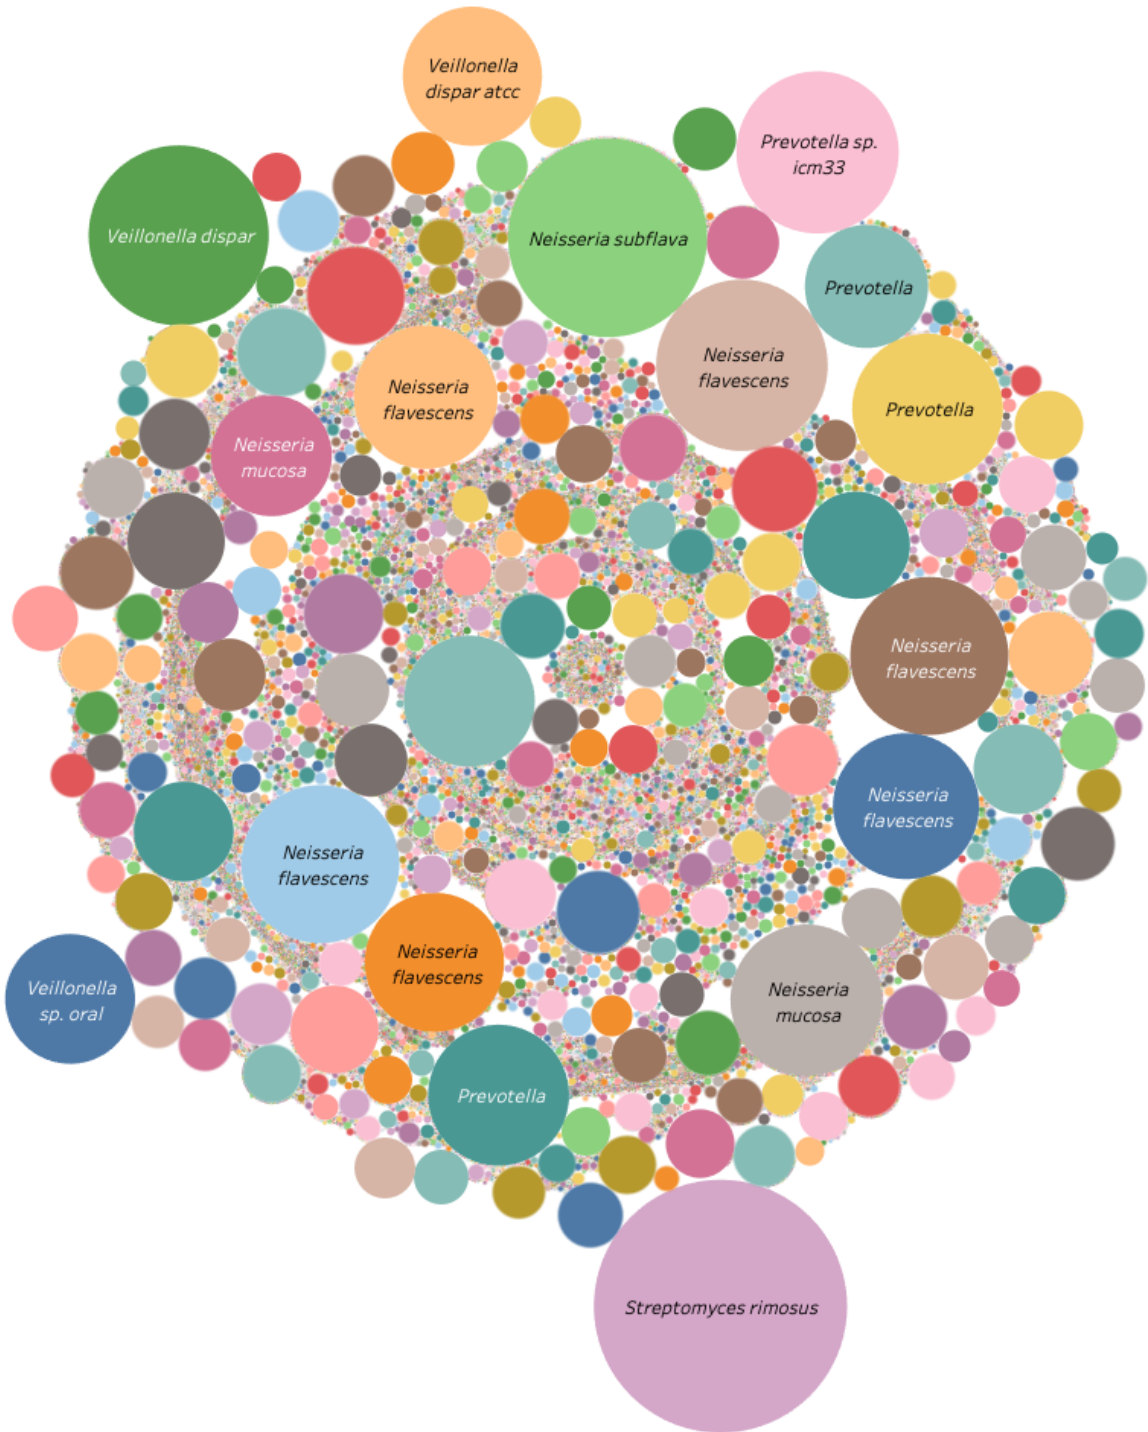 Veillonella
dispar atcc
Prevotella sp.
icm33
Veillonella dispar
Neisseria subflava
Prevotella
Neisseria
flavescens
Neisseria
flavescens
Prevotella
Neisseria
mucosa
Neisseria
flavescens
Neisseria
flavescens
Neisseria
flavescens
Neisseria
flavescens
Veillonella
sp. oral
Neisseria
mucosa
Prevotella
Streptomyces rimosus